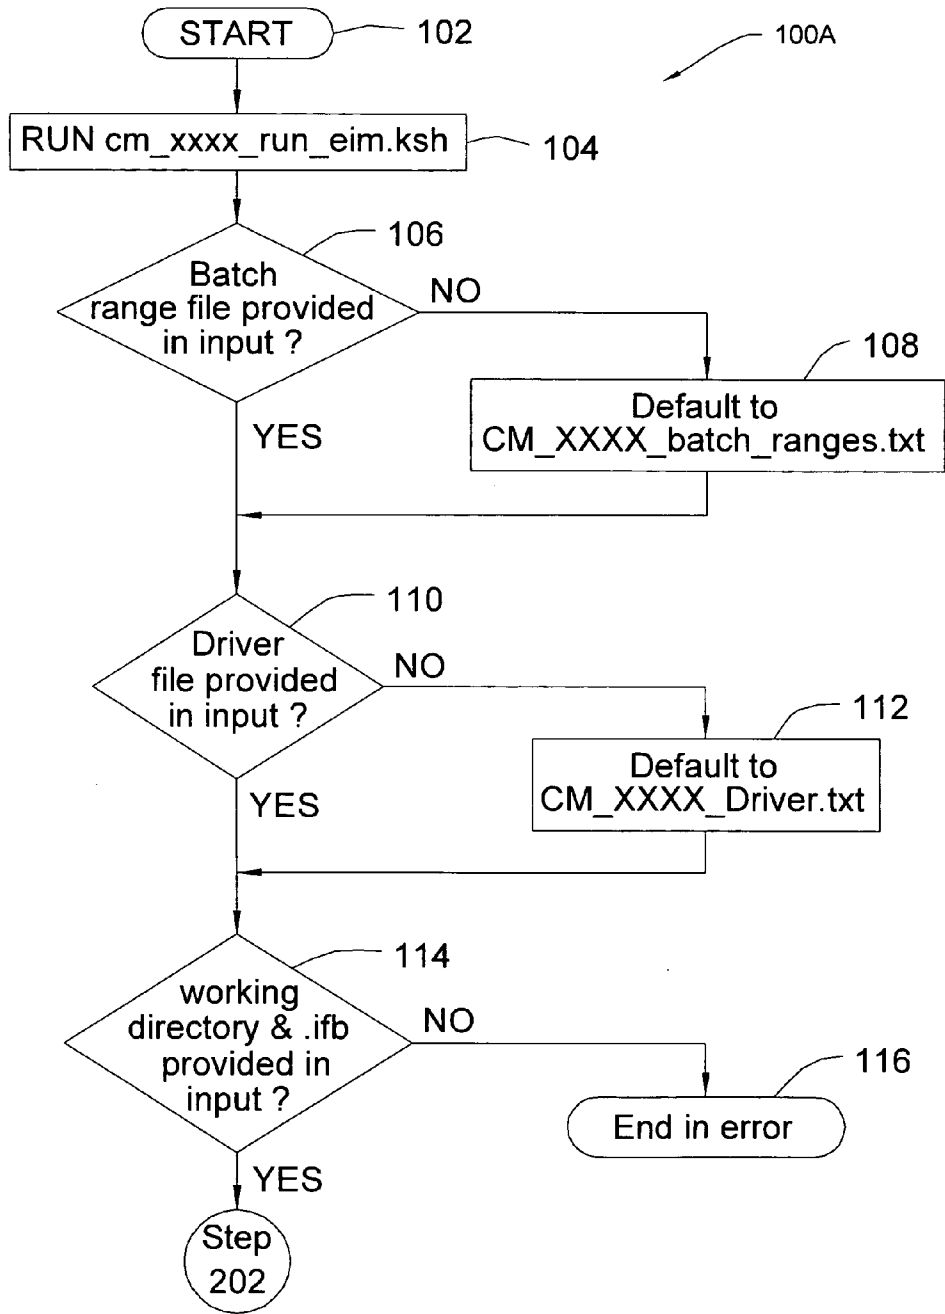 START
102
100A
RUN cm_xxxx_run_eim.ksh
104
106
Batch
range file provided
in input ?
NO
108
Default to
CM_XXXX_batch_ranges.txt
YES
110
Driver
file provided
in input ?
NO
112
Default to
CM_XXXX_Driver.txt
YES
114
working
directory & .ifb
provided in
input ?
NO
116
End in error
YES
Step
202